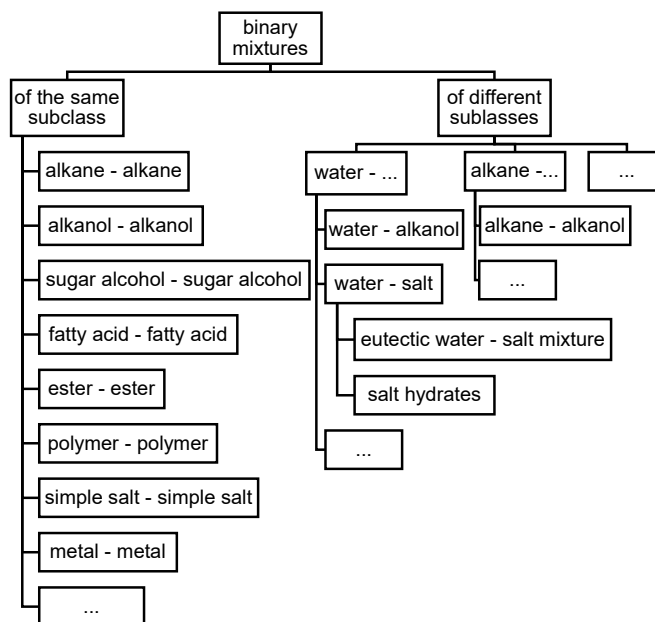 binary
mixtures
of the same
subclass
of different
sublasses
alkane - alkane
alkanol - alkanol
sugar alcohol - sugar alcohol
fatty acid - fatty acid
ester - ester
polymer - polymer
simple salt - simple salt
metal - metal
...
water - ...
water - alkanol
water - salt
eutectic water - salt mixture
salt hydrates
...
alkane -...
alkane - alkanol
...
...